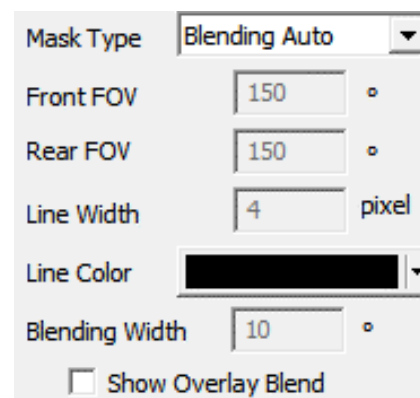 Mask Type Blending Auto
Front FOV 150 °
Rear FOV 150 °
Line Width 4 pixel
Line Color
Blending Width 10 °
Show Overlay Blend